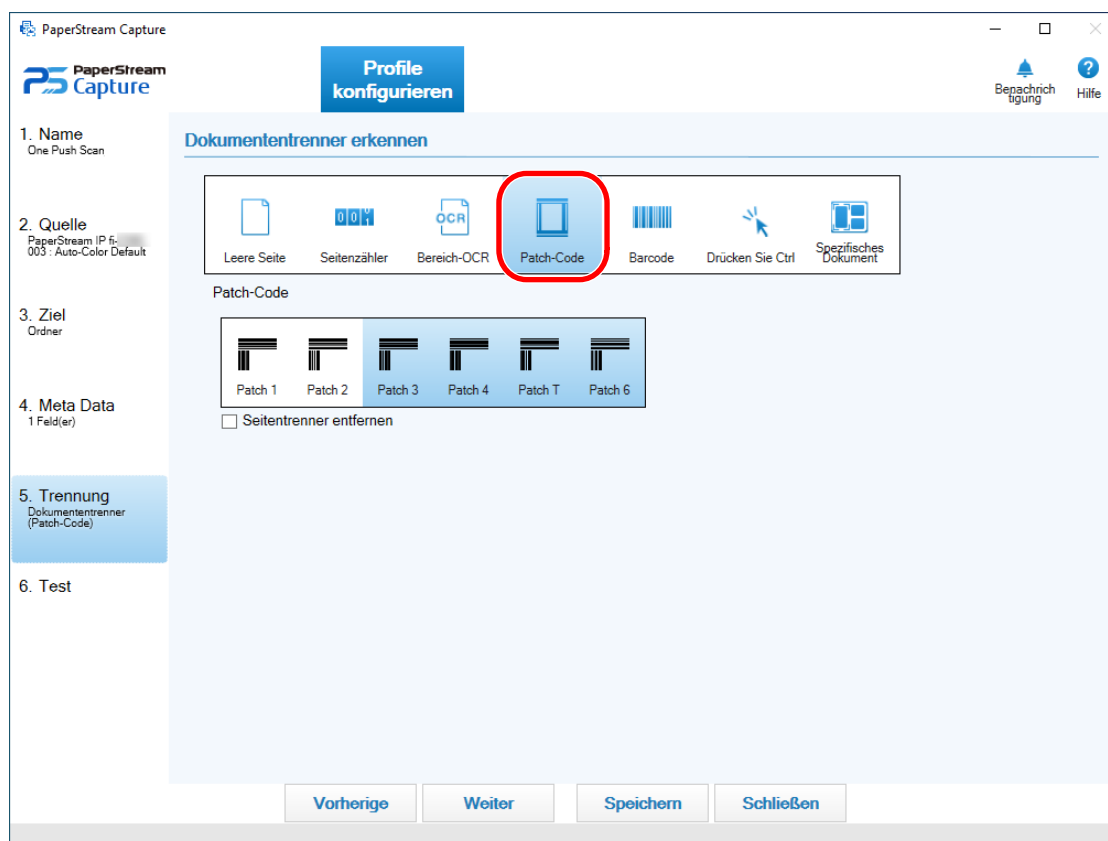 PaperStream Capture
PaperStream
Capture
Profile
konfigurieren
Benachrich
tigung
Hilfe
1. Name
One Push Scan
2. Quelle
PaperStream IP fi-
003 : Auto-Color Default
3. Ziel
Ordner
4. Meta Data
1 Feld(er)
5. Trennung
Dokumententrenner
(Patch-Code)
6. Test
Dokumententrenner erkennen
OCR
Leere Seite
Seitenzähler
Bereich-OCR
Patch-Code
Barcode
Drücken Sie Ctrl
Spezifisches
Dokument
Patch-Code
Patch 1
Patch 2
Patch 3
Patch 4
Patch T
Patch 6
Seitentrenner entfernen
Vorherige
Weiter
Speichern
Schließen